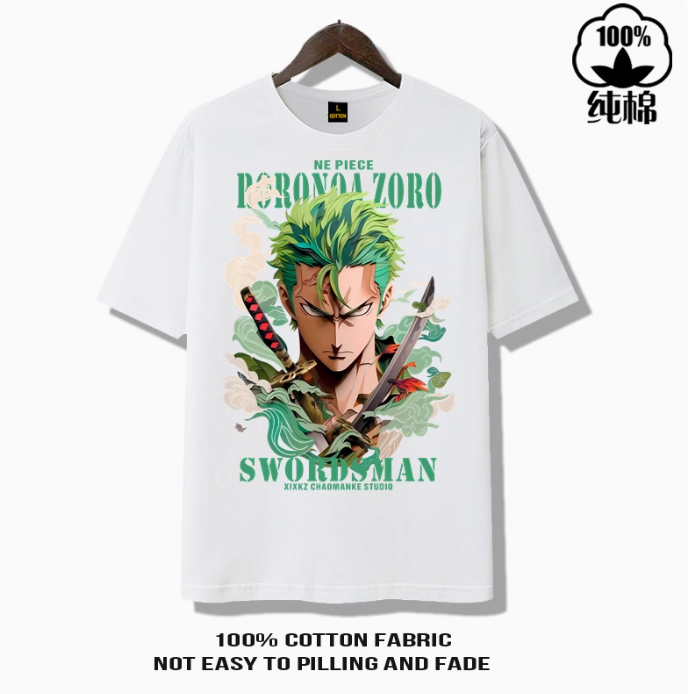 100%
纯棉
L
COTTON
NE PIECE
RORONOA ZORO
SWORDSMAN
XIXKZ CHAOMANKE STUDIO
100% COTTON FABRIC
NOT EASY TO PILLING AND FADE